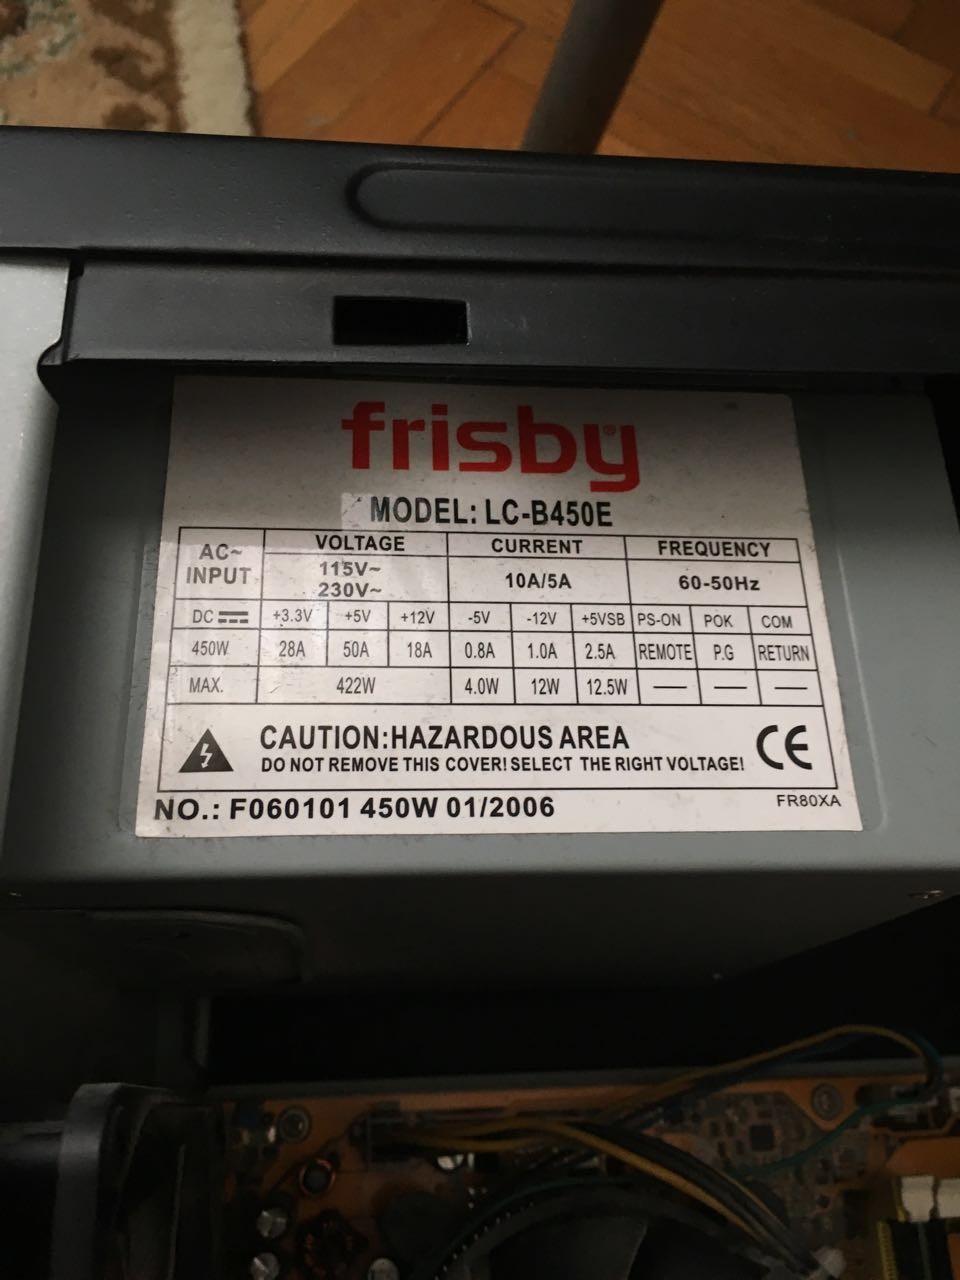 frisby®
MODEL: LC-B450E
AC~ INPUT VOLTAGE CURRENT FREQUENCY
115V~ 230V~ 10A/5A 60-50Hz
DC +3.3V +5V +12V -5V -12V +5VSB PS-ON POK COM
450W 28A 50A 18A 0.8A 1.0A 2.5A REMOTE P.G RETURN
MAX. 422W 4.0W 12W 12.5W — — —
CAUTION:HAZARDOUS AREA
DO NOT REMOVE THIS COVER! SELECT THE RIGHT VOLTAGE!
CE
NO.: F060101 450W 01/2006
FR80XA